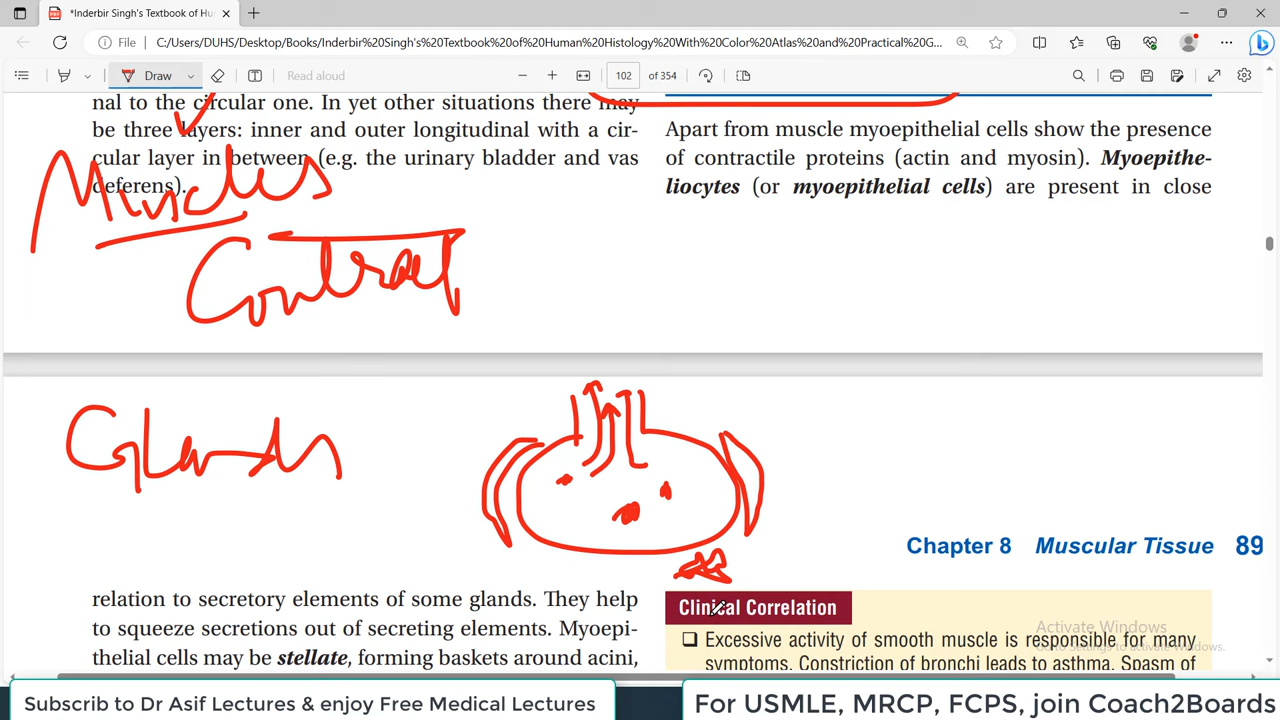 *Inderbir Singh's Textbook of Hu
File
C:/Users/DUHS/Desktop/Books/Inderbir%20Singh's%20Textbook%20of%20Human%20Histology%20With%20Color%20Atlas%20and%20Practical%20G...
Draw
Read aloud
102 of 354
nal to the circular one. In yet other situations there may
be three layers: inner and outer longitudinal with a cir-
cular layer in between (e.g. the urinary bladder and vas
deferens).
Muscles
Contract
Apart from muscle myoepithelial cells show the presence
of contractile proteins (actin and myosin). Myoepithe-
liocytes (or myoepithelial cells) are present in close
Glands
Chapter 8 Muscular Tissue 89
relation to secretory elements of some glands. They help
to squeeze secretions out of secreting elements. Myoepi-
thelial cells may be stellate, forming baskets around acini,
Clinical Correlation
Excessive activity of smooth muscle is responsible for many
symptoms. Constriction of bronchi leads to asthma. Spasm of
Activate Windows
Go to Settings to activate Windows.
Subscrib to Dr Asif Lectures & enjoy Free Medical Lectures
For USMLE, MRCP, FCPS, join Coach2Boards